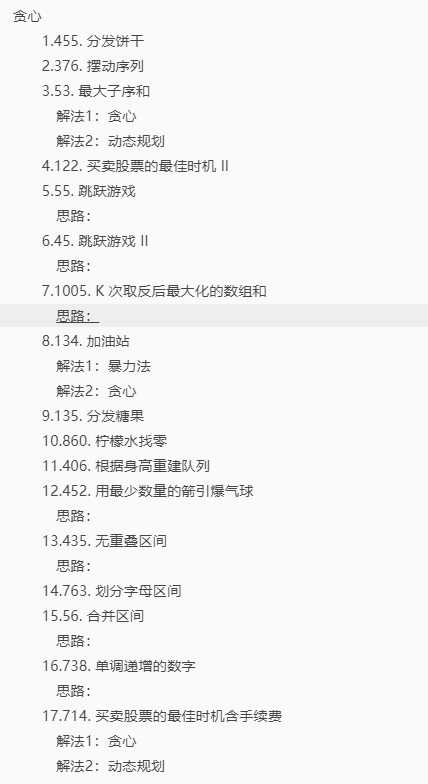 贪心
1.455. 分发饼干
2.376. 摆动序列
3.53. 最大子序和
解法1：贪心
解法2：动态规划
4.122. 买卖股票的最佳时机 II
5.55. 跳跃游戏
思路：
6.45. 跳跃游戏 II
思路：
7.1005. K 次取反后最大化的数组和
思路：
8.134. 加油站
解法1：暴力法
解法2：贪心
9.135. 分发糖果
10.860. 柠檬水找零
11.406. 根据身高重建队列
12.452. 用最少数量的箭引爆气球
思路：
13.435. 无重叠区间
思路：
14.763. 划分字母区间
15.56. 合并区间
思路：
16.738. 单调递增的数字
思路：
17.714. 买卖股票的最佳时机含手续费
解法1：贪心
解法2：动态规划